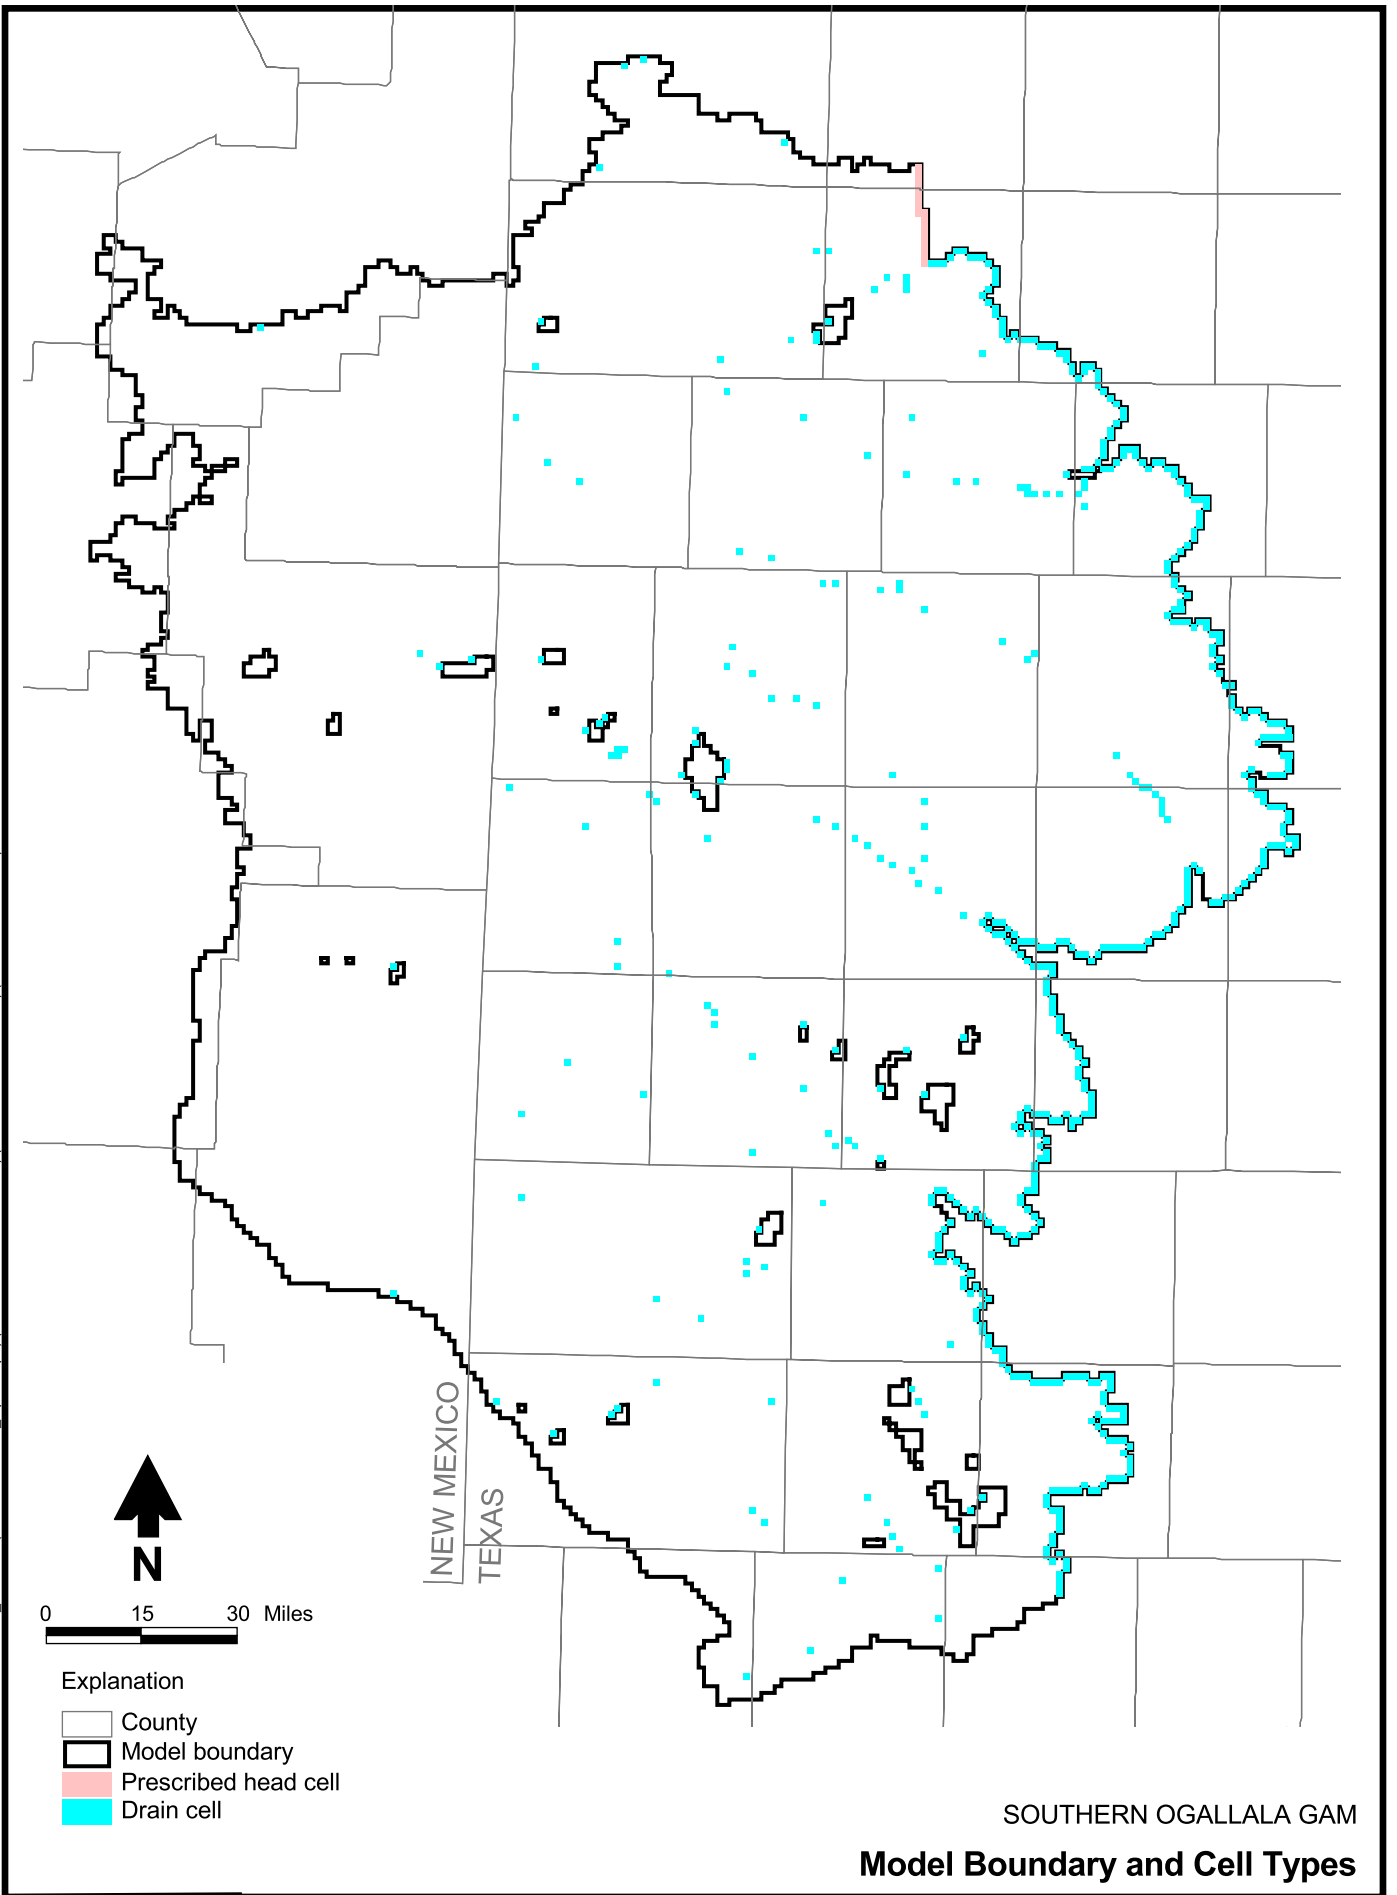 NEW MEXICO
TEXAS
N
0 15 30 Miles
Explanation
County
Model boundary
Prescribed head cell
Drain cell
SOUTHERN OGALLALA GAM
Model Boundary and Cell Types